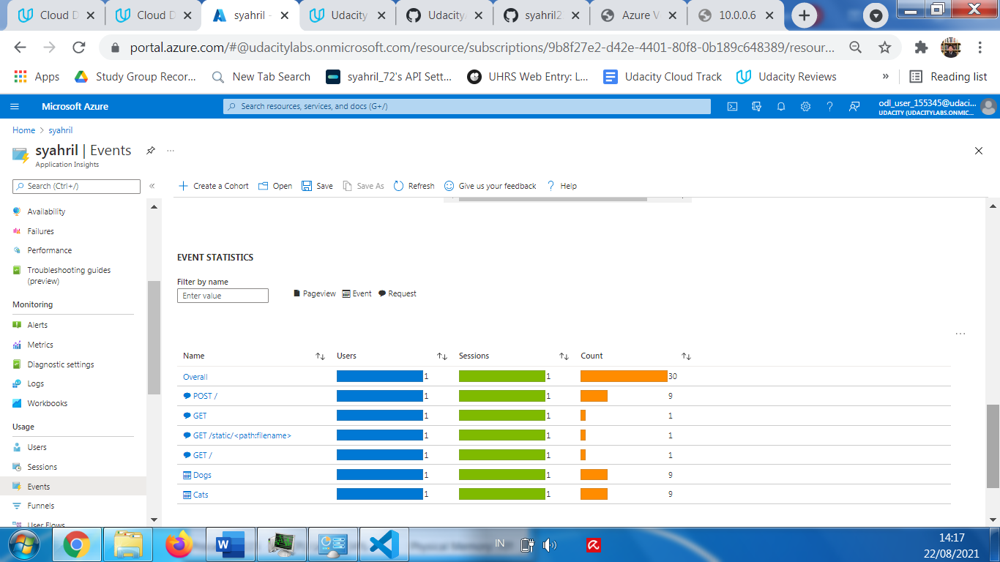 Cloud D
Cloud D
syahril -
Udacity
Udacity
syahril2
Azure V
10.0.0.6
portal.azure.com/#@udacitylabs.onmicrosoft.com/resource/subscriptions/9b8f27e2-d42e-4401-80f8-0b189c648389/resour...
Apps
Study Group Recor...
New Tab Search
syahril_72's API Sett...
UHRS Web Entry: L...
Udacity Cloud Track
Udacity Reviews
»
Reading list
Microsoft Azure
Search resources, services, and docs (G+/)
odl_user_155345@udaci...
UDACITY (UDACITYLABS.ONMIC...
Home > syahril
syahril | Events
Application Insights
Search (Ctrl+/)
«
Create a Cohort
Open
Save
Save As
Refresh
Give us your feedback
Help
Availability
Failures
Performance
Troubleshooting guides
(preview)
Monitoring
Alerts
Metrics
Diagnostic settings
Logs
Workbooks
Usage
Users
Sessions
Events
Funnels
User Flows
EVENT STATISTICS
Filter by name
Enter value
Pageview Event Request
Name Users Sessions Count
Overall 1 1 30
POST / 1 1 9
GET 1 1 1
GET /static/<path:filename> 1 1 1
GET / 1 1 1
Dogs 1 1 9
Cats 1 1 9
IN
14:17
22/08/2021